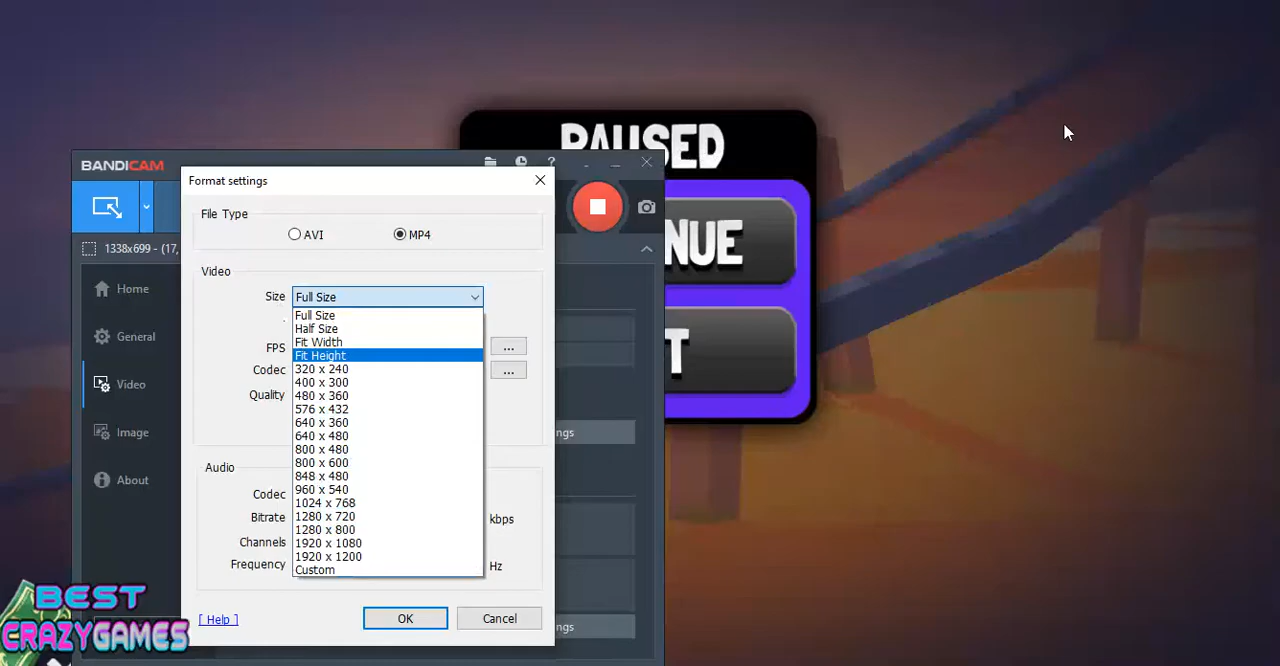 PAUSED
BANDICAM
?
Format settings
File Type
AVI
MP4
1338x699 - (17,
NUE
T
Home
General
Video
Image
About
Video
Size
Full Size
Full Size
Half Size
Fit Width
Fit Height
320 x 240
400 x 300
480 x 360
576 x 432
640 x 360
640 x 480
800 x 480
800 x 600
848 x 480
960 x 540
1024 x 768
1280 x 720
1280 x 800
1920 x 1080
1920 x 1200
Custom
FPS
...
Codec
...
Quality
ngs
Audio
Codec
Bitrate
kbps
Channels
Frequency
Hz
[ Help ]
OK
Cancel
ngs
BEST
CRAZYGAMES